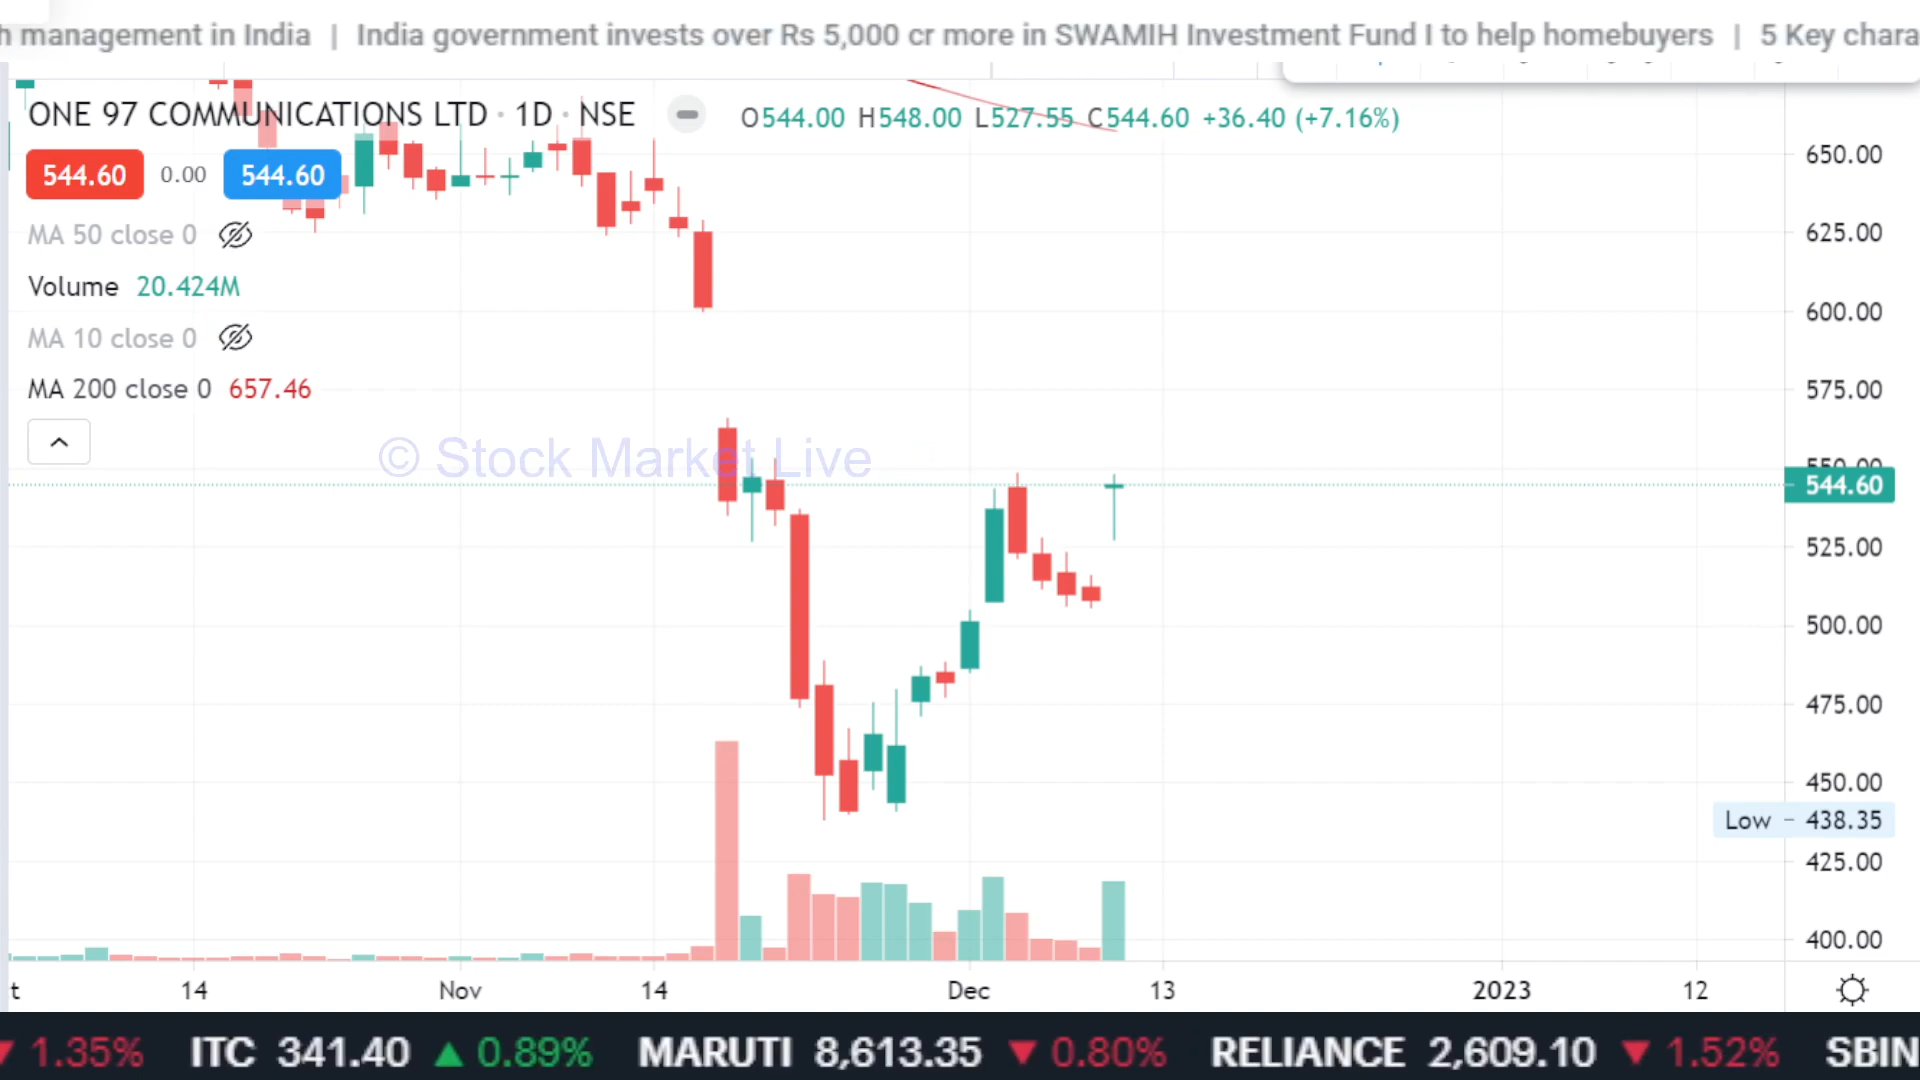 h management in India | India government invests over Rs 5,000 cr more in SWAMIH Investment Fund I to help homebuyers | 5 Key chara
ONE 97 COMMUNICATIONS LTD · 1D · NSE O544.00 H548.00 L527.55 C544.60 +36.40 (+7.16%)
544.60 0.00 544.60
MA 50 close 0
Volume 20.424M
MA 10 close 0
MA 200 close 0 657.46
© Stock Market Live
650.00
625.00
600.00
575.00
550.00
544.60
525.00
500.00
475.00
450.00
Low 438.35
425.00
400.00
t 14 Nov 14 Dec 13 2023 12
▼ 1.35% ITC 341.40 ▲ 0.89% MARUTI 8,613.35 ▼ 0.80% RELIANCE 2,609.10 ▼ 1.52% SBIN